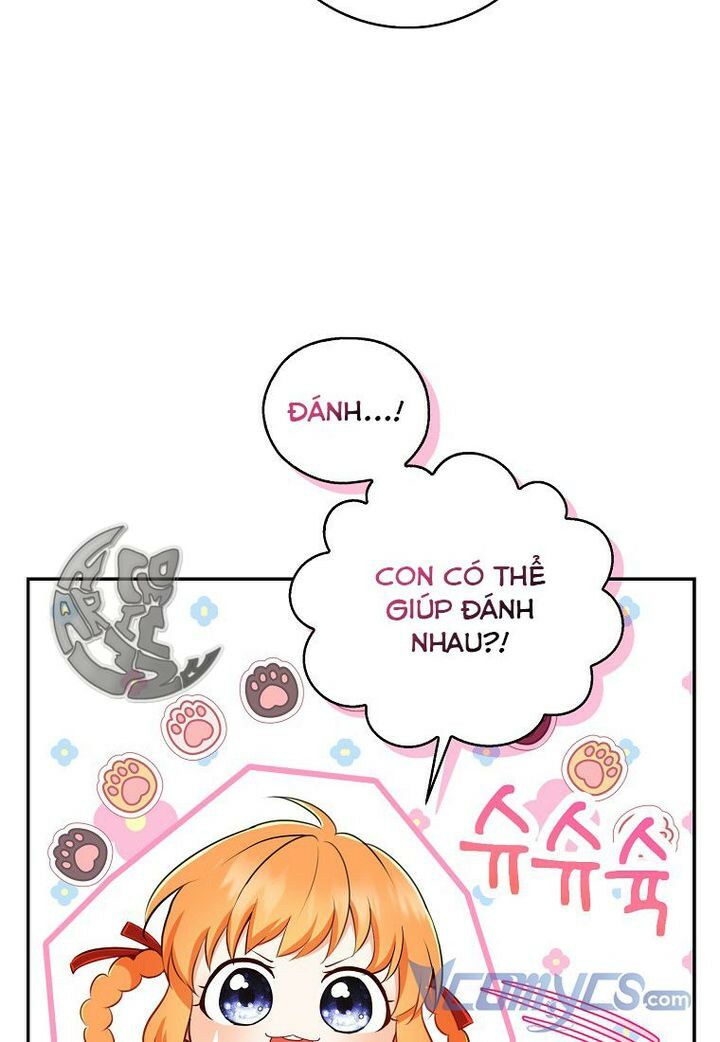 ĐÁNH...!
CON CÓ THỂ
GIÚP ĐÁNH
NHAU?!
슈슈슉